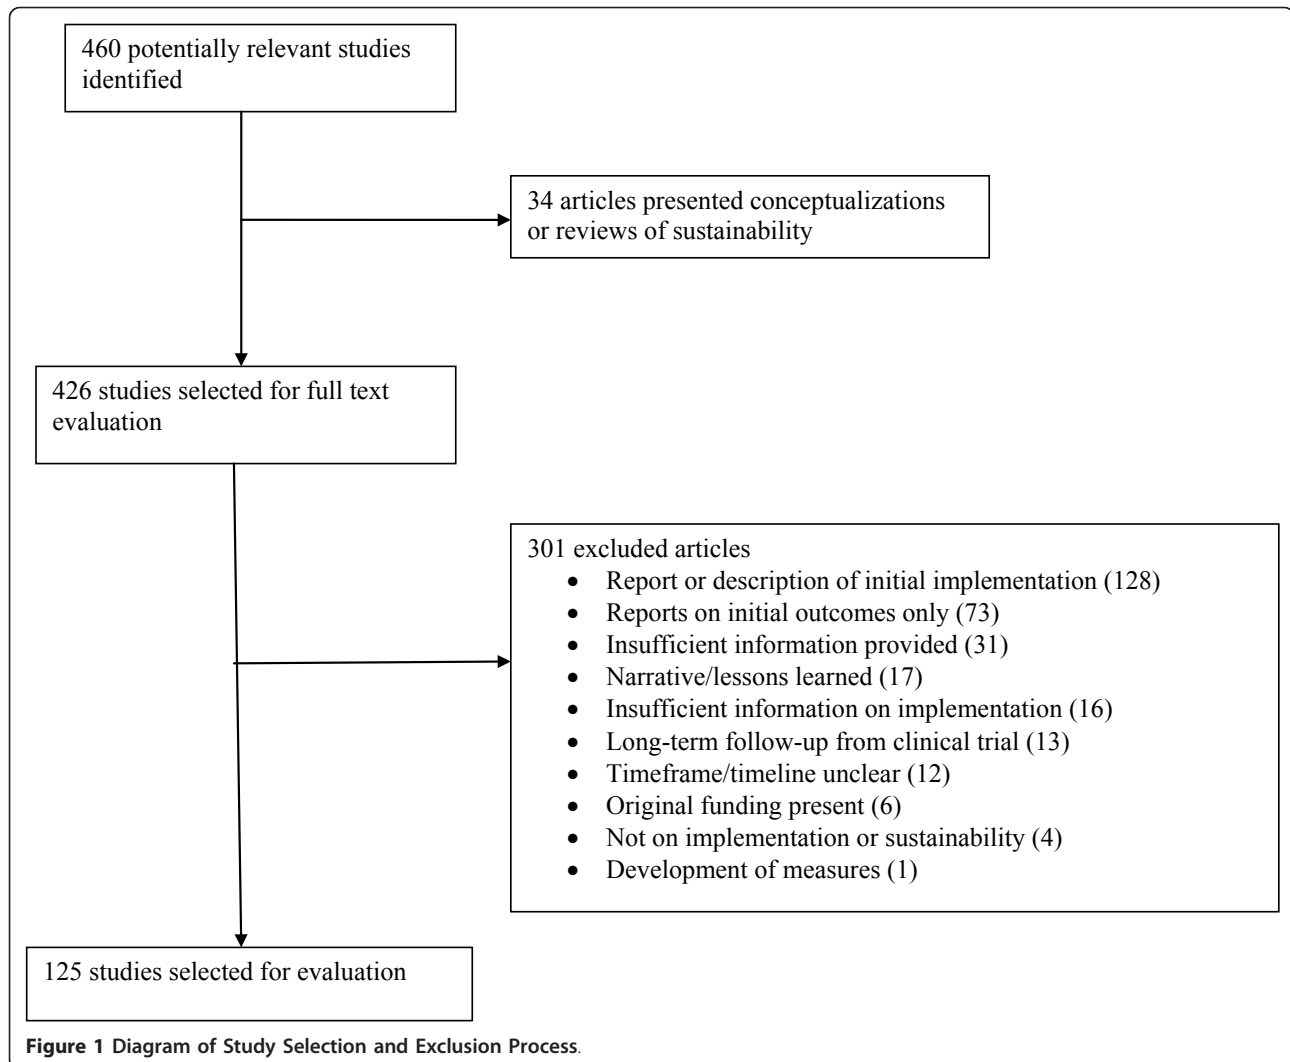 460 potentially relevant studies
identified
34 articles presented conceptualizations
or reviews of sustainability
426 studies selected for full text
evaluation
301 excluded articles
• Report or description of initial implementation (128)
• Reports on initial outcomes only (73)
• Insufficient information provided (31)
• Narrative/lessons learned (17)
• Insufficient information on implementation (16)
• Long-term follow-up from clinical trial (13)
• Timeframe/timeline unclear (12)
• Original funding present (6)
• Not on implementation or sustainability (4)
• Development of measures (1)
125 studies selected for evaluation
Figure 1 Diagram of Study Selection and Exclusion Process.